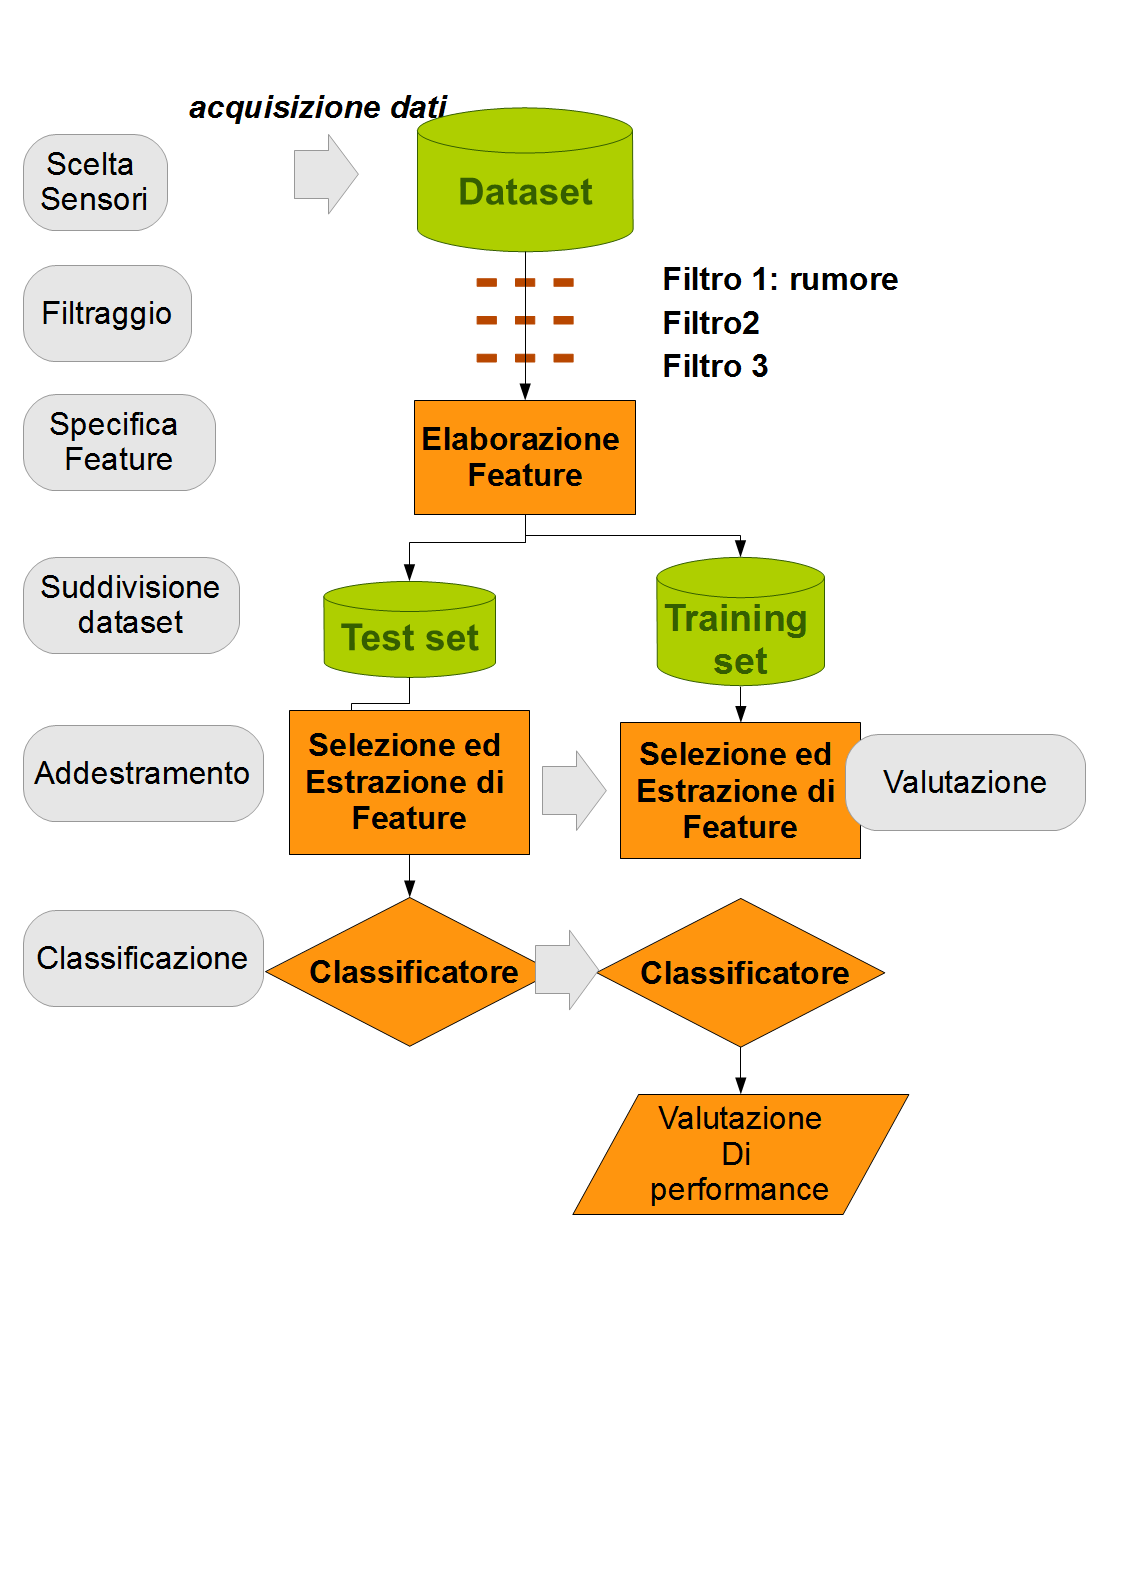 acquisizione dati
Scelta
Sensori
Dataset
Filtraggio
Filtro 1: rumore
Filtro2
Filtro 3
Specifica
Feature
Elaborazione
Feature
Suddivisione
dataset
Test set
Training
set
Addestramento
Selezione ed
Estrazione di
Feature
Selezione ed
Estrazione di
Feature
Valutazione
Classificazione
Classificatore
Classificatore
Valutazione
Di
performance